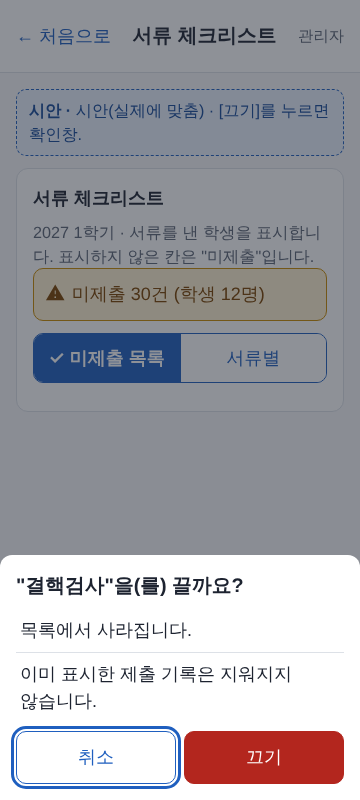 ← 처음으로
서류 체크리스트
관리자
시안 · 시안(실제에 맞춤) · [끄기]를 누르면
확인창.
서류 체크리스트
2027 1학기 · 서류를 낸 학생을 표시합니
다. 표시하지 않은 칸은 "미제출"입니다.
미제출 30건 (학생 12명)
✓ 미제출 목록
서류별
"결핵검사"을(를) 끌까요?
목록에서 사라집니다.
이미 표시한 제출 기록은 지워지지
않습니다.
취소
끄기